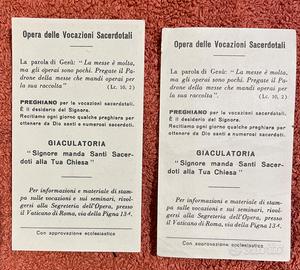 Opera delle Vocazioni Sacerdotali
La parola di Gesù: "La messe è molta,
ma gli operai sono pochi. Pregate il Pa-
drone della messe che mandi operai per
la sua raccolta" (Lc. 10, 2)
PREGHIAMO per le vocazioni sacerdotali.
È il desiderio del Signore.
Recitiamo ogni giorno qualche preghiera per
ottenere da Dio santi e numerosi sacerdoti.
GIACULATORIA
"Signore manda Santi Sacer-
doti alla Tua Chiesa"
Per informazioni e materiale di stam-
pa sulle vocazioni e sui seminari, rivol-
gersi alla Segreteria dell'Opera, presso
il Vaticano di Roma, via della Pigna 13A.
Con approvazione ecclesiastica
Opera delle Vocazioni Sacerdotali
La parola di Gesù: "La messe è molta,
ma gli operai sono pochi. Pregate il Pa-
drone della messe che mandi operai per
la sua raccolta" (Lc. 10, 2)
PREGHIAMO per le vocazioni sacerdotali.
È il desiderio del Signore.
Recitiamo ogni giorno qualche preghiera per
ottenere da Dio santi e numerosi sacerdoti.
GIACULATORIA
"Signore manda Santi Sacer-
doti alla Tua Chiesa"
Per informazioni e materiale di stam-
pa sulle vocazioni e sui seminari, rivol-
gersi alla Segreteria dell'Opera, presso
il Vaticano di Roma, via della Pigna 13A.
Con approvazione ecclesiastica